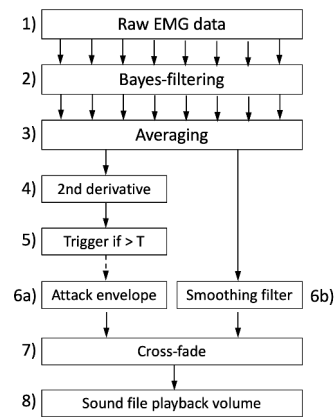 1) Raw EMG data
2) Bayes-filtering
3) Averaging
4) 2nd derivative
5) Trigger if > T
6a) Attack envelope Smoothing filter 6b)
7) Cross-fade
8) Sound file playback volume